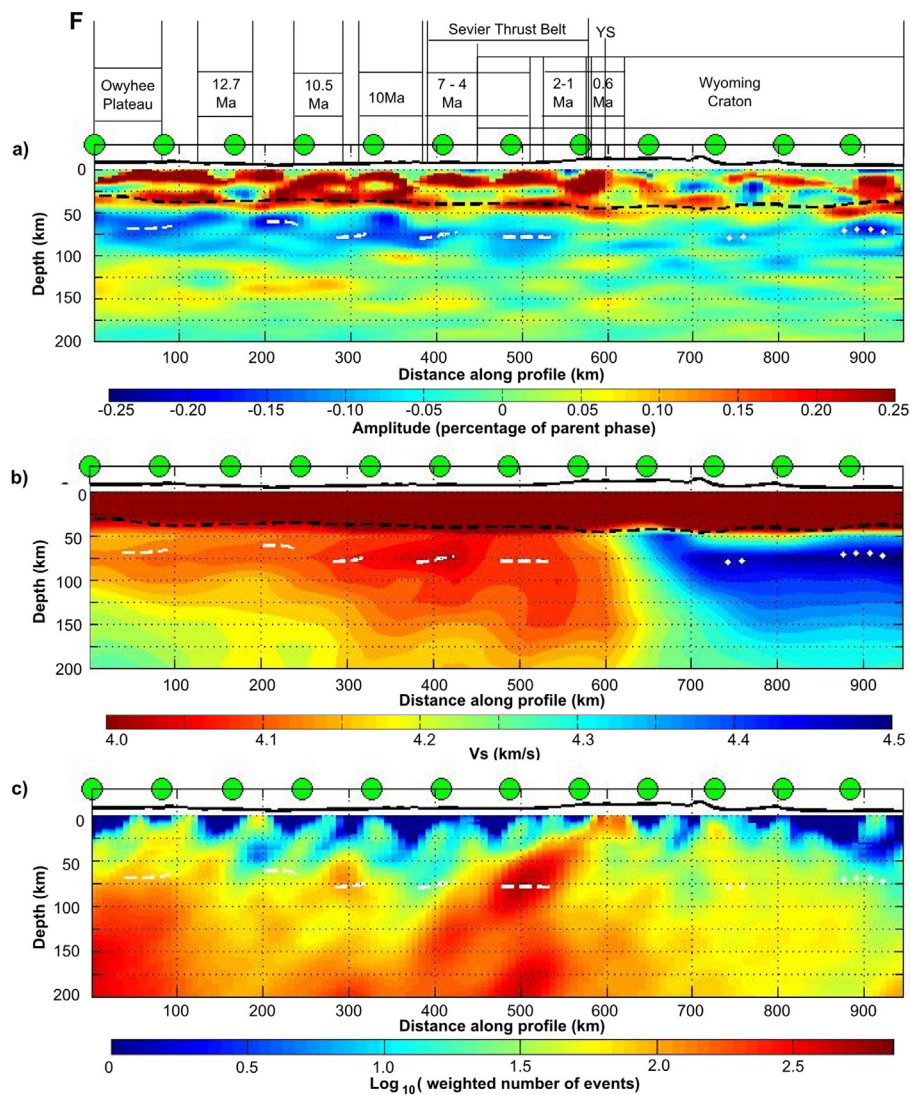 F
Sevier Thrust Belt
YS
Owyhee
Plateau
12.7
Ma
10.5
Ma
10Ma
7 - 4
Ma
2-1
Ma
0.6
Ma
Wyoming
Craton
a)
0
50
100
150
200
Depth (km)
100 200 300 400 500 600 700 800 900
Distance along profile (km)
-0.25 -0.20 -0.15 -0.10 -0.05 0 0.05 0.10 0.15 0.20 0.25
Amplitude (percentage of parent phase)
b)
0
50
100
150
200
Depth (km)
100 200 300 400 500 600 700 800 900
Distance along profile (km)
4.0 4.1 4.2 4.3 4.4 4.5
Vs (km/s)
c)
0
50
100
150
200
Depth (km)
100 200 300 400 500 600 700 800 900
Distance along profile (km)
0 0.5 1.0 1.5 2.0 2.5
Log10( weighted number of events)